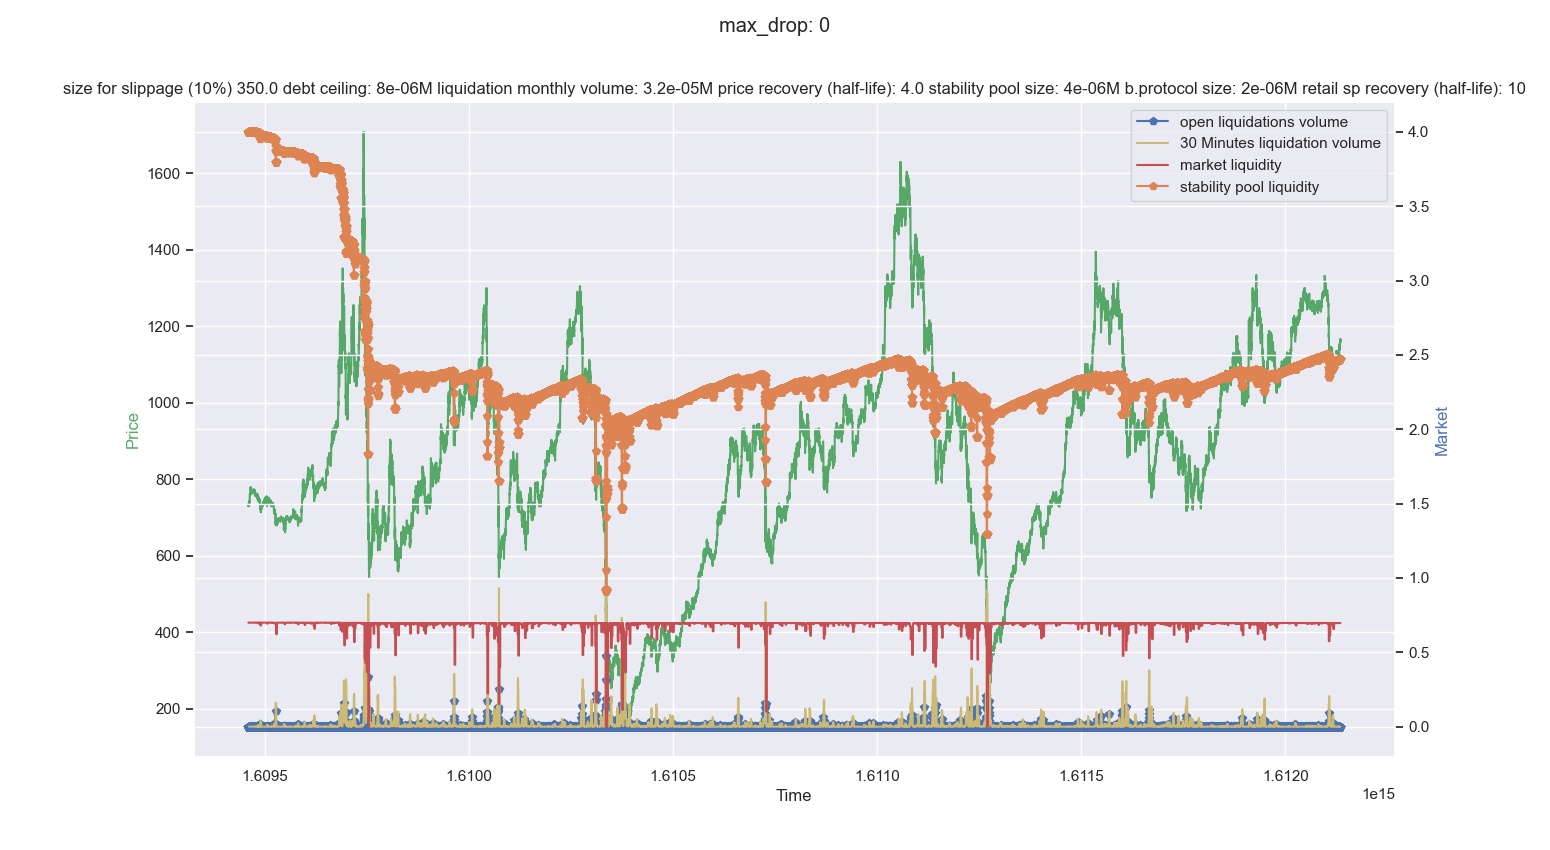 max_drop: 0
size for slippage (10%) 350.0 debt ceiling: 8e-06M liquidation monthly volume: 3.2e-05M price recovery (half-life): 4.0 stability pool size: 4e-06M b.protocol size: 2e-06M retail sp recovery (half-life): 10
open liquidations volume
30 Minutes liquidation volume
market liquidity
stability pool liquidity
1600
1400
1200
1000
800
600
400
200
Price
4.0
3.5
3.0
2.5
2.0
1.5
1.0
0.5
0.0
Market
1.6095
1.6100
1.6105
1.6110
1.6115
1.6120
Time
1e15